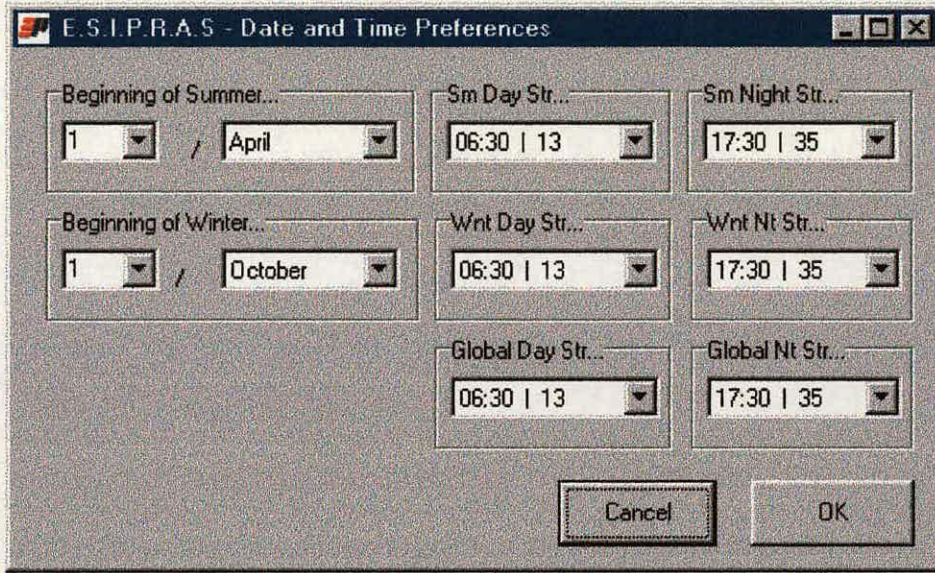 E.S.I.P.R.A.S - Date and Time Preferences
Beginning of Summer... Sm Day Str... Sm Night Str...
1 / April 06:30 | 13 17:30 | 35
Beginning of Winter... Wnt Day Str... Wnt Nt Str...
1 / October 06:30 | 13 17:30 | 35
Global Day Str... Global Nt Str...
06:30 | 13 17:30 | 35
Cancel OK